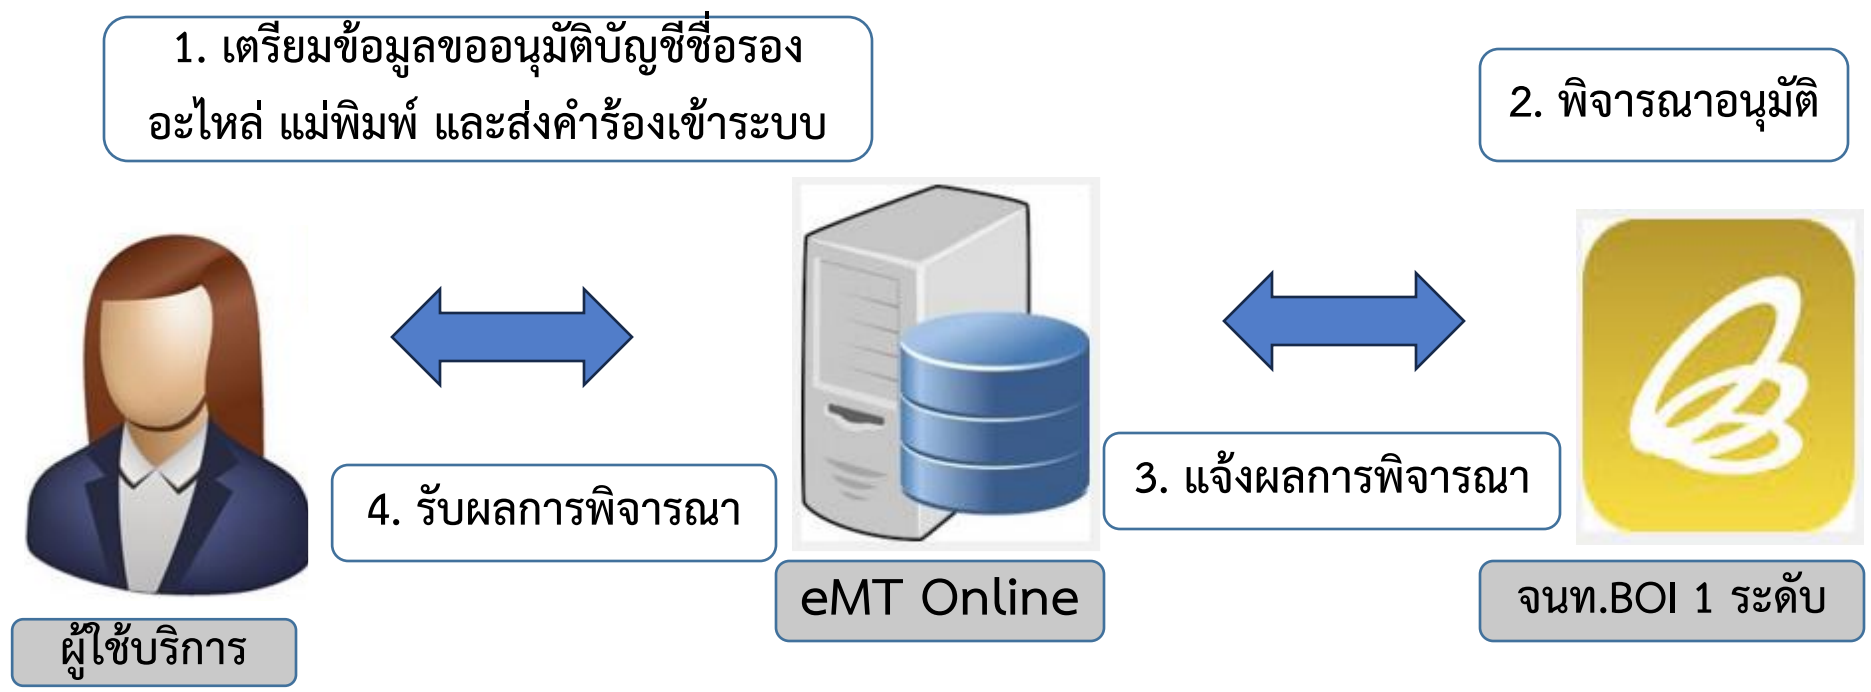 1. เตรียมข้อมูลขออนุมัติบัญชีชื่อรอง
อะไหล่ แม่พิมพ์ และส่งคำร้องเข้าระบบ
2. พิจารณาอนุมัติ
3. แจ้งผลการพิจารณา
4. รับผลการพิจารณา
eMT Online
จนท.BOI 1 ระดับ
ผู้ใช้บริการ